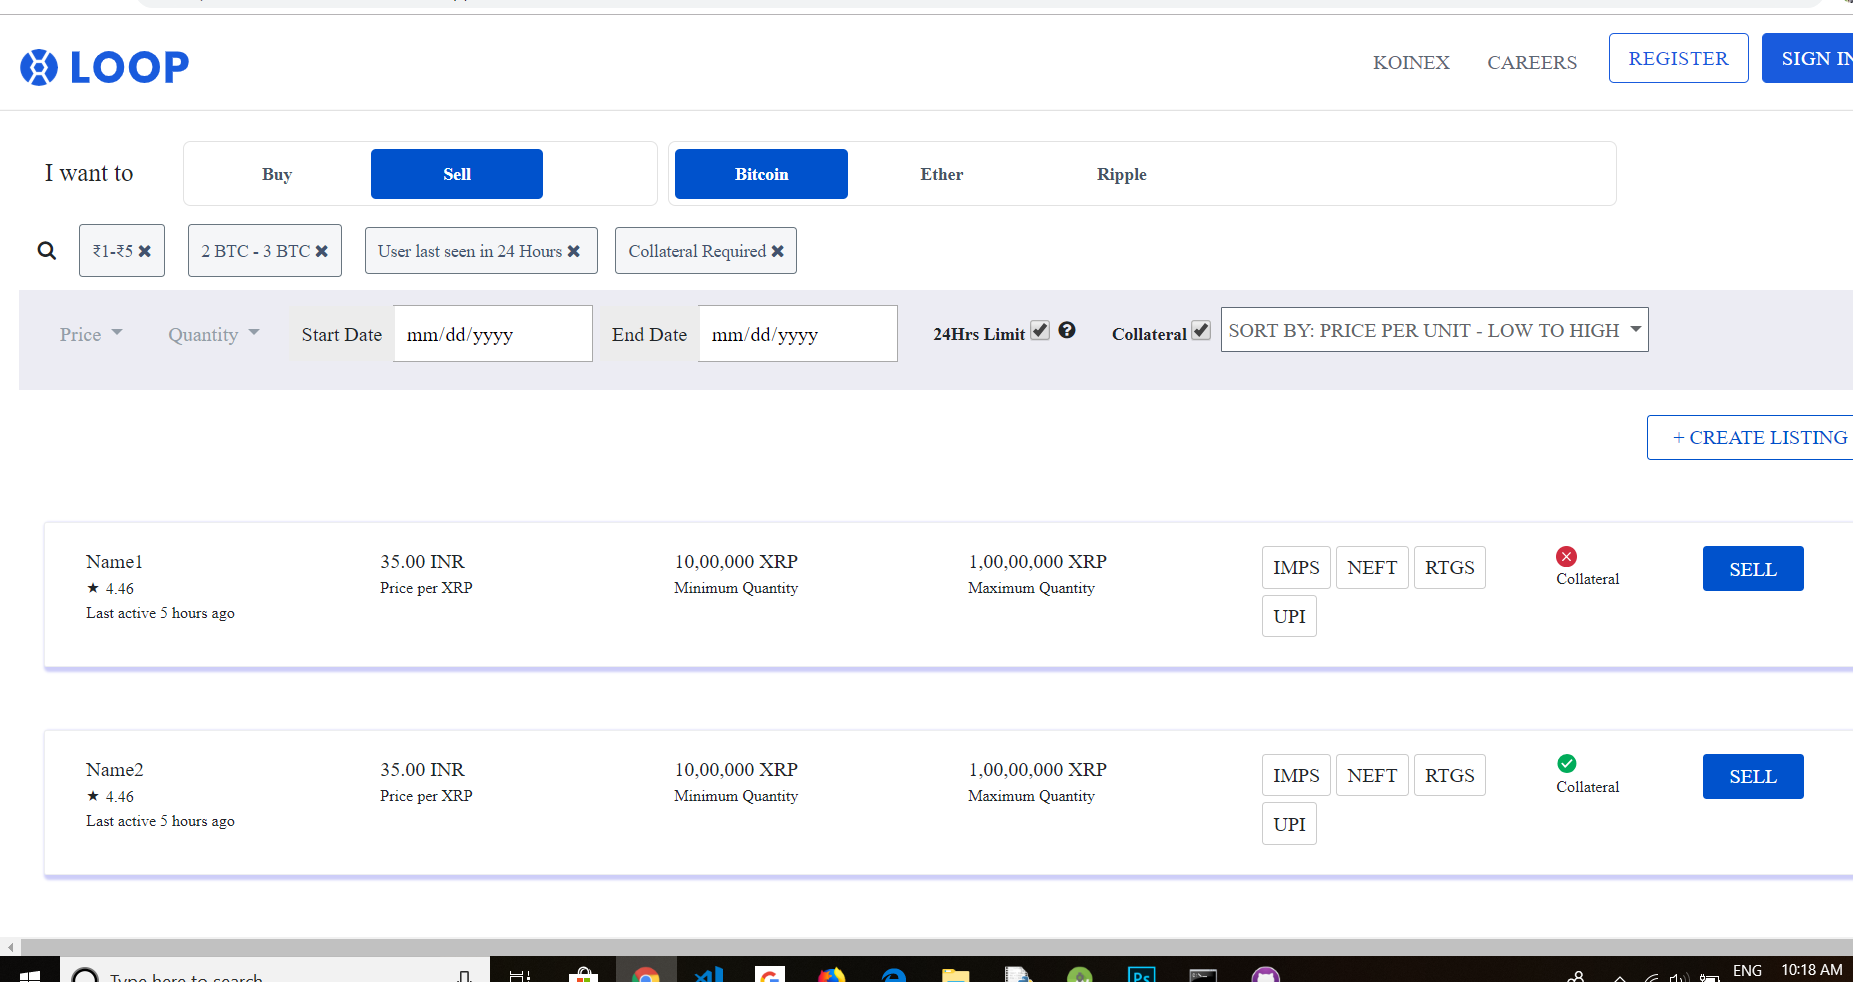 LOOP
KOINEX CAREERS REGISTER SIGN IN
I want to Buy Sell Bitcoin Ether Ripple
₹1-₹5 2 BTC - 3 BTC User last seen in 24 Hours Collateral Required
Price Quantity Start Date mm/dd/yyyy End Date mm/dd/yyyy 24Hrs Limit Collateral SORT BY: PRICE PER UNIT - LOW TO HIGH
+ CREATE LISTING
Name1 35.00 INR 10,00,000 XRP 1,00,00,000 XRP IMPS NEFT RTGS SELL
★ 4.46 Price per XRP Minimum Quantity Maximum Quantity Collateral
Last active 5 hours ago UPI
Name2 35.00 INR 10,00,000 XRP 1,00,00,000 XRP IMPS NEFT RTGS SELL
★ 4.46 Price per XRP Minimum Quantity Maximum Quantity Collateral
Last active 5 hours ago UPI
Type here to search Ps ENG 10:18 AM